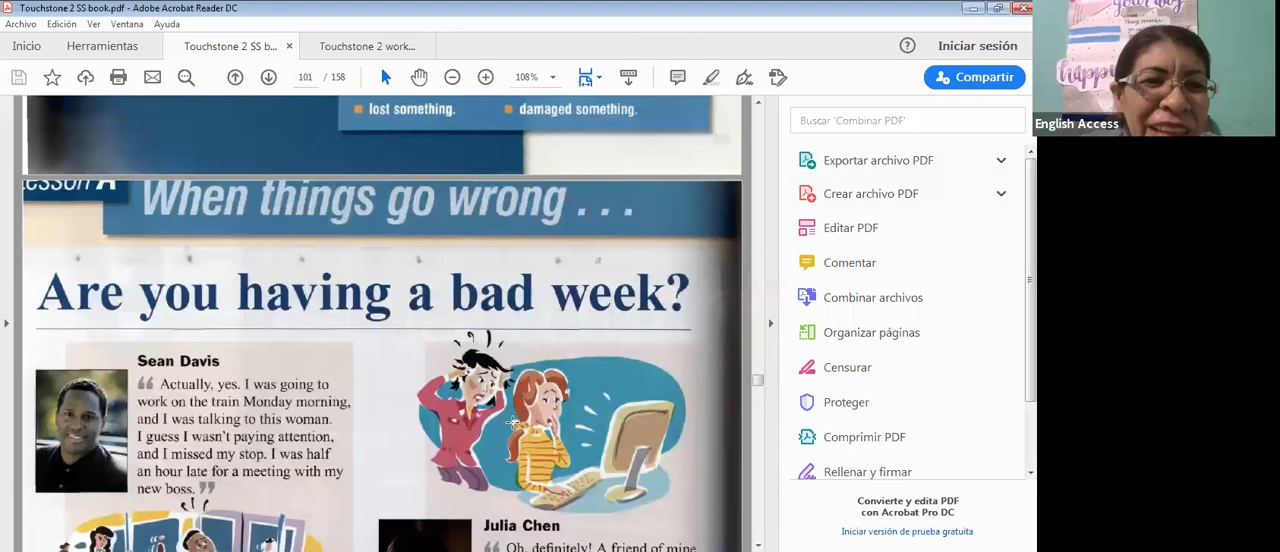 Touchstone 2 SS book.pdf - Adobe Acrobat Reader DC
Archivo Edición Ver Ventana Ayuda
Inicio Herramientas Touchstone 2 SS b... × Touchstone 2 work... Iniciar sesión
101 / 158 108% Compartir
lost something. damaged something.
Lesson A When things go wrong . . .
Are you having a bad week?
Sean Davis
“ Actually, yes. I was going to
work on the train Monday morning,
and I was talking to this woman.
I guess I wasn't paying attention,
and I missed my stop. I was half
an hour late for a meeting with my
new boss. ”
Julia Chen
“ Oh, definitely! A friend of mine
Buscar 'Combinar PDF'
Exportar archivo PDF
Crear archivo PDF
Editar PDF
Comentar
Combinar archivos
Organizar páginas
Censurar
Proteger
Comprimir PDF
Rellenar y firmar
Convierte y edita PDF
con Acrobat Pro DC
Iniciar versión de prueba gratuita
happi
English Access